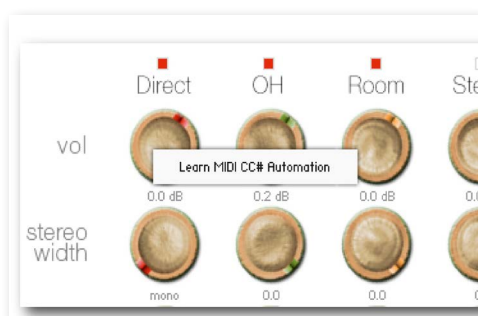 Direct OH Room
vol
Learn MIDI CC# Automation
0.0 dB 0.2 dB 0.0 dB
stereo
width
mono 0.0 0.0